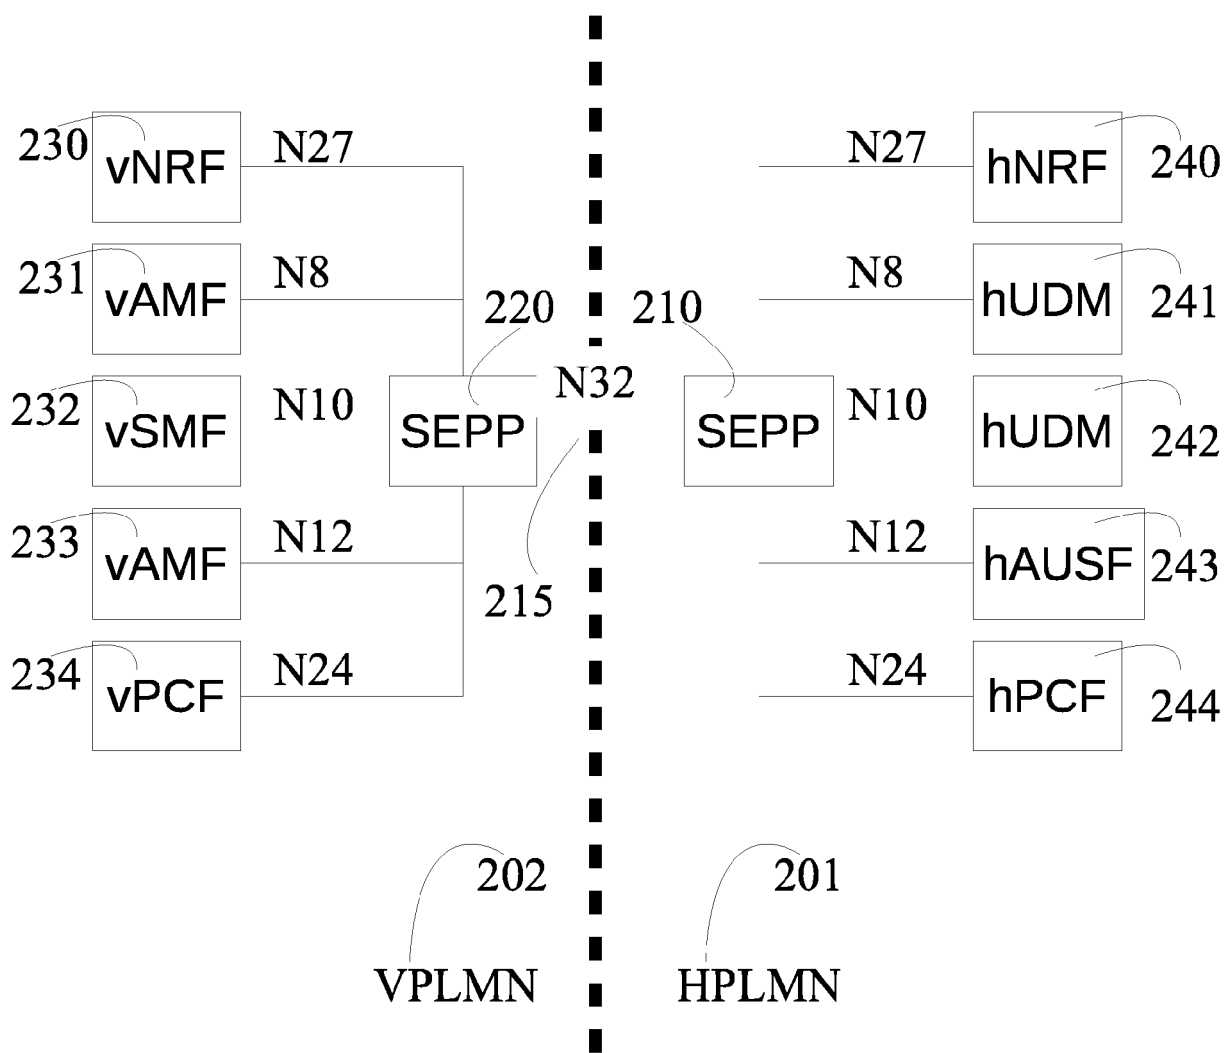 230 vNRF N27 N27 hNRF 240
231 vAMF N8 220 210 N8 hUDM 241
232 vSMF N10 SEPP N32 SEPP N10 hUDM 242
233 vAMF N12 215 N12 hAUSF 243
234 vPCF N24 N24 hPCF 244
202 201
VPLMN HPLMN